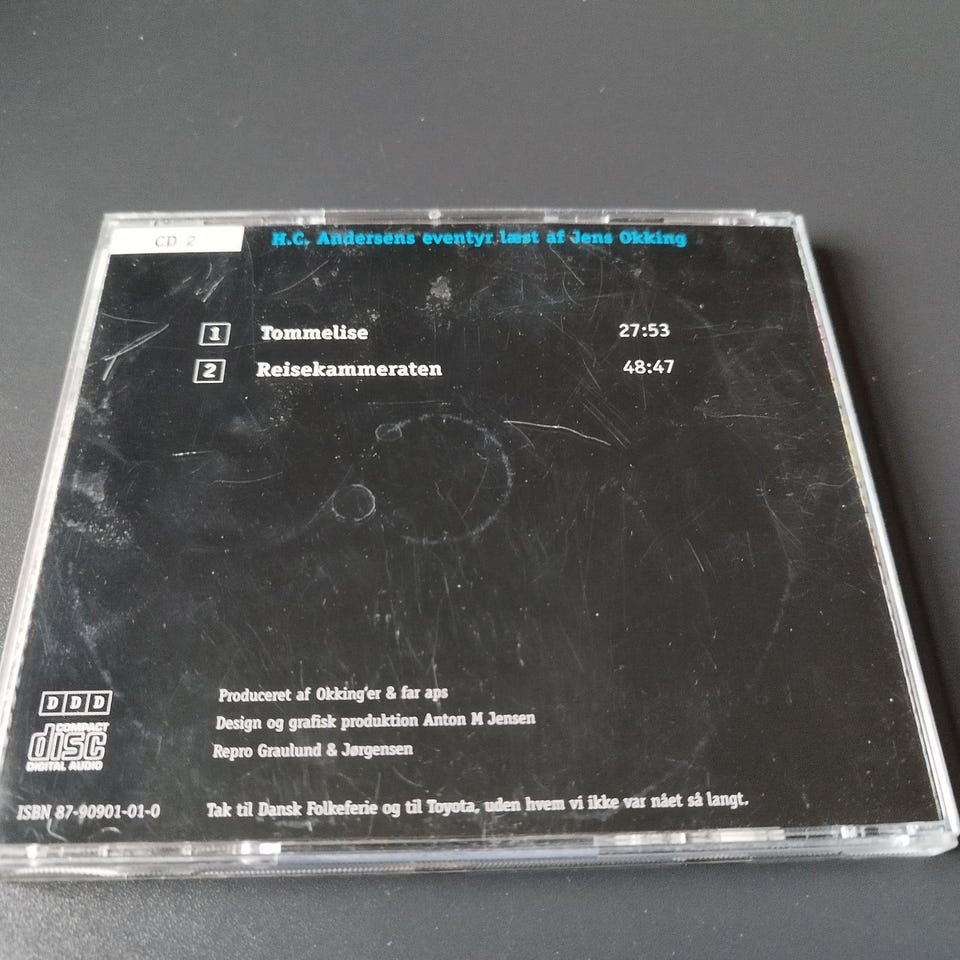 CD 2
H.C. Andersens eventyr læst af Jens Okking
1 Tommelise 27:53
2 Reisekammeraten 48:47
DDD
COMPACT
disc
DIGITAL AUDIO
Produceret af Okking'er & far aps
Design og grafisk produktion Anton M Jensen
Repro Graulund & Jørgensen
ISBN 87-90901-01-0
Tak til Dansk Folkeferie og til Toyota, uden hvem vi ikke var nået så langt.